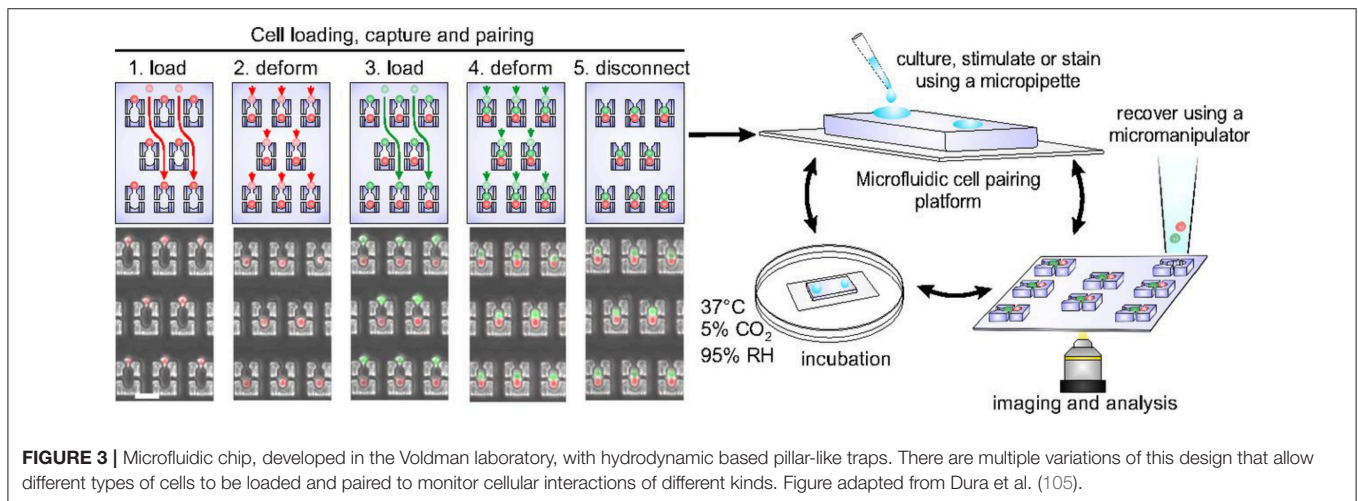 Cell loading, capture and pairing
1. load 2. deform 3. load 4. deform 5. disconnect
culture, stimulate or stain
using a micropipette
recover using a
micromanipulator
Microfluidic cell pairing
platform
37°C
5% CO₂
95% RH
incubation
imaging and analysis
FIGURE 3 | Microfluidic chip, developed in the Voldman laboratory, with hydrodynamic based pillar-like traps. There are multiple variations of this design that allow
different types of cells to be loaded and paired to monitor cellular interactions of different kinds. Figure adapted from Dura et al. (105).